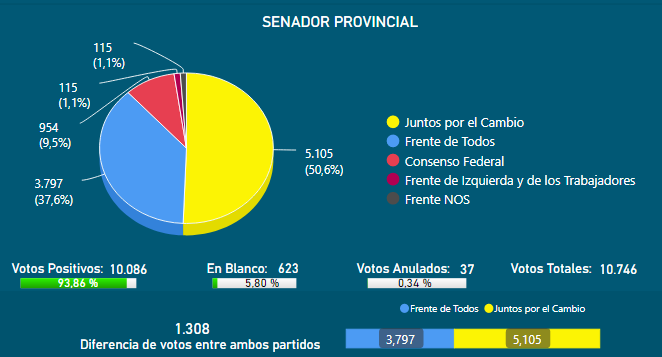 SENADOR PROVINCIAL
115
(1,1%)
115
(1,1%)
954
(9,5%)
3.797
(37,6%)
5.105
(50,6%)
Juntos por el Cambio
Frente de Todos
Consenso Federal
Frente de Izquierda y de los Trabajadores
Frente NOS
Votos Positivos: 10.086
93,86 %
En Blanco: 623
5,80 %
Votos Anulados: 37
0,34 %
Votos Totales: 10.746
Frente de Todos Juntos por el Cambio
1.308
Diferencia de votos entre ambos partidos
3,797 5,105